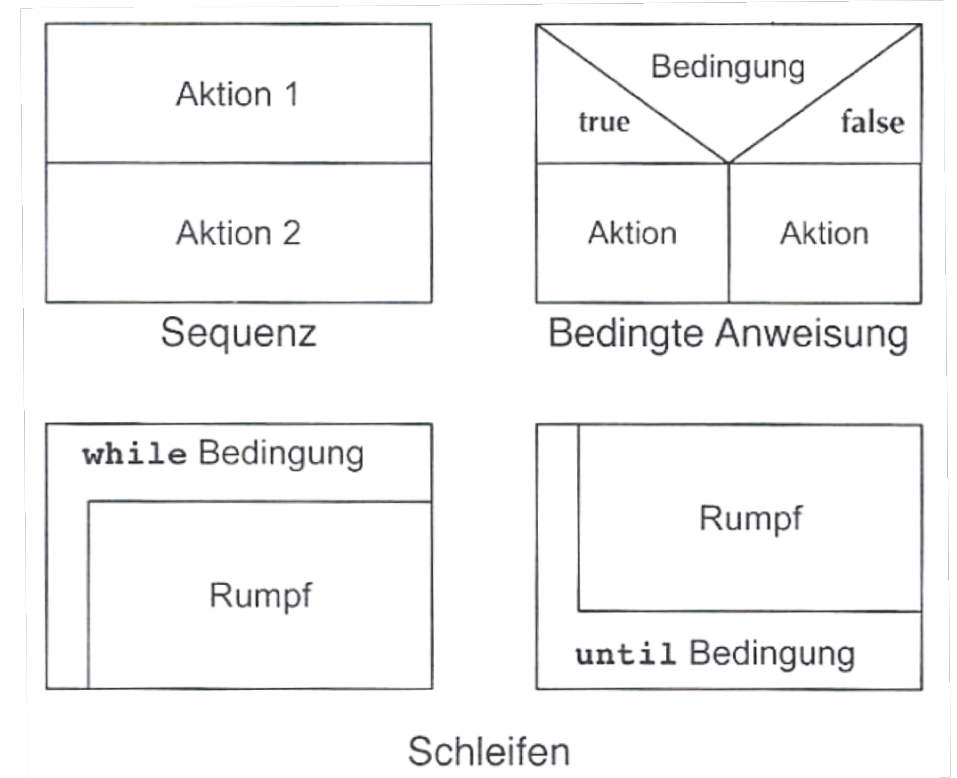 Aktion 1
Aktion 2
Sequenz
Bedingung
true
false
Aktion
Aktion
Bedingte Anweisung
while Bedingung
Rumpf
Rumpf
until Bedingung
Schleifen